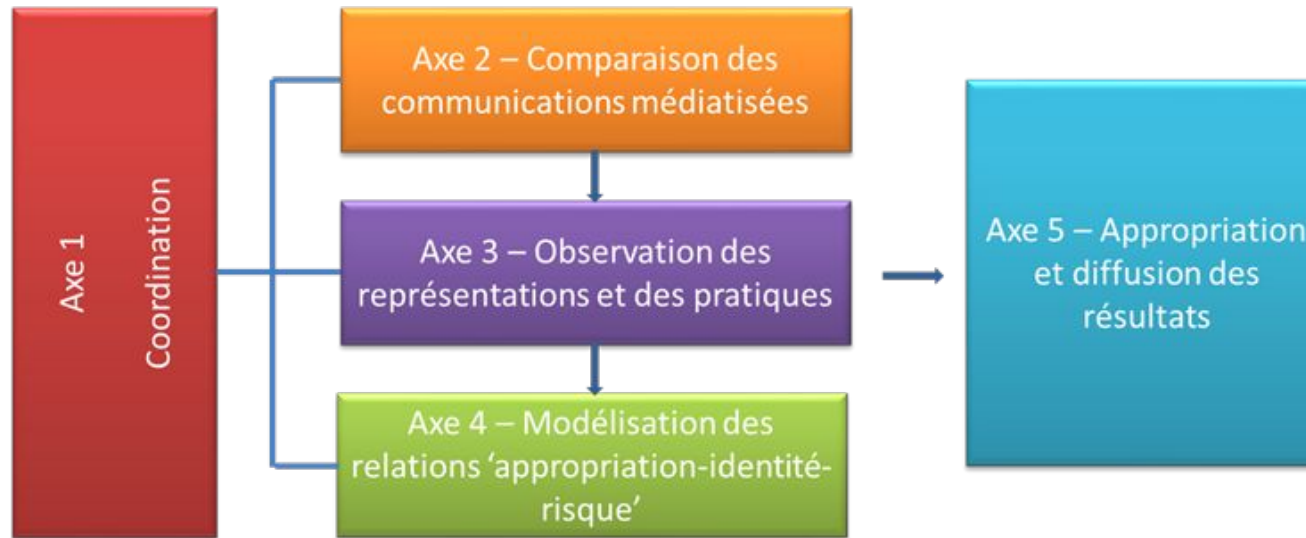 Axe 1
Coordination
Axe 2 – Comparaison des
communications médiatisées
Axe 3 – Observation des
représentations et des pratiques
Axe 4 – Modélisation des
relations ‘appropriation-identité-
risque’
Axe 5 – Appropriation
et diffusion des
résultats